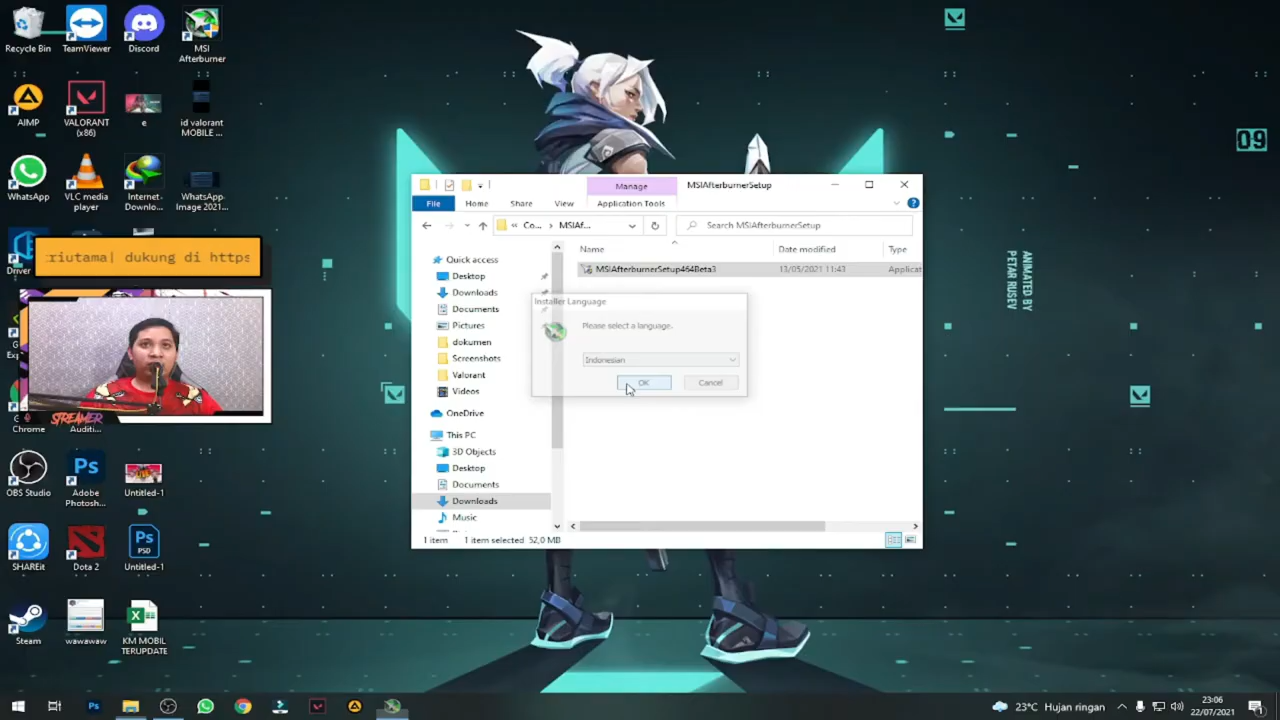 Recycle Bin
TeamViewer
Discord
MSI
Afterburner
AIMP
VALORANT
(x86)
e
id valorant
MOBILE ...
WhatsApp
VLC media
player
Internet
Downlo...
WhatsApp
Image 2021...
Driver
riutama| dukung di https
STREAMER
Chrome
Auditi...
OBS Studio
Adobe
Photosh...
Untitled-1
SHAREit
Dota 2
Untitled-1
Steam
wawawaw
KM MOBIL
TERUPDATE
Manage
MSIAfterburnerSetup
File
Home
Share
View
Application Tools
« Co... › MSIAf...
Search MSIAfterburnerSetup
Name
Date modified
Type
Quick access
Desktop
Downloads
Documents
Pictures
dokumen
Screenshots
Valorant
Videos
OneDrive
This PC
3D Objects
Desktop
Documents
Downloads
Music
MSIAfterburnerSetup464Beta3
13/05/2021 11:43
Applicat
Installer Language
Please select a language.
Indonesian
OK
Cancel
1 item
1 item selected 52,0 MB
09
ANIMATED BY
PETAR RUSEV
23°C Hujan ringan
23:06
22/07/2021